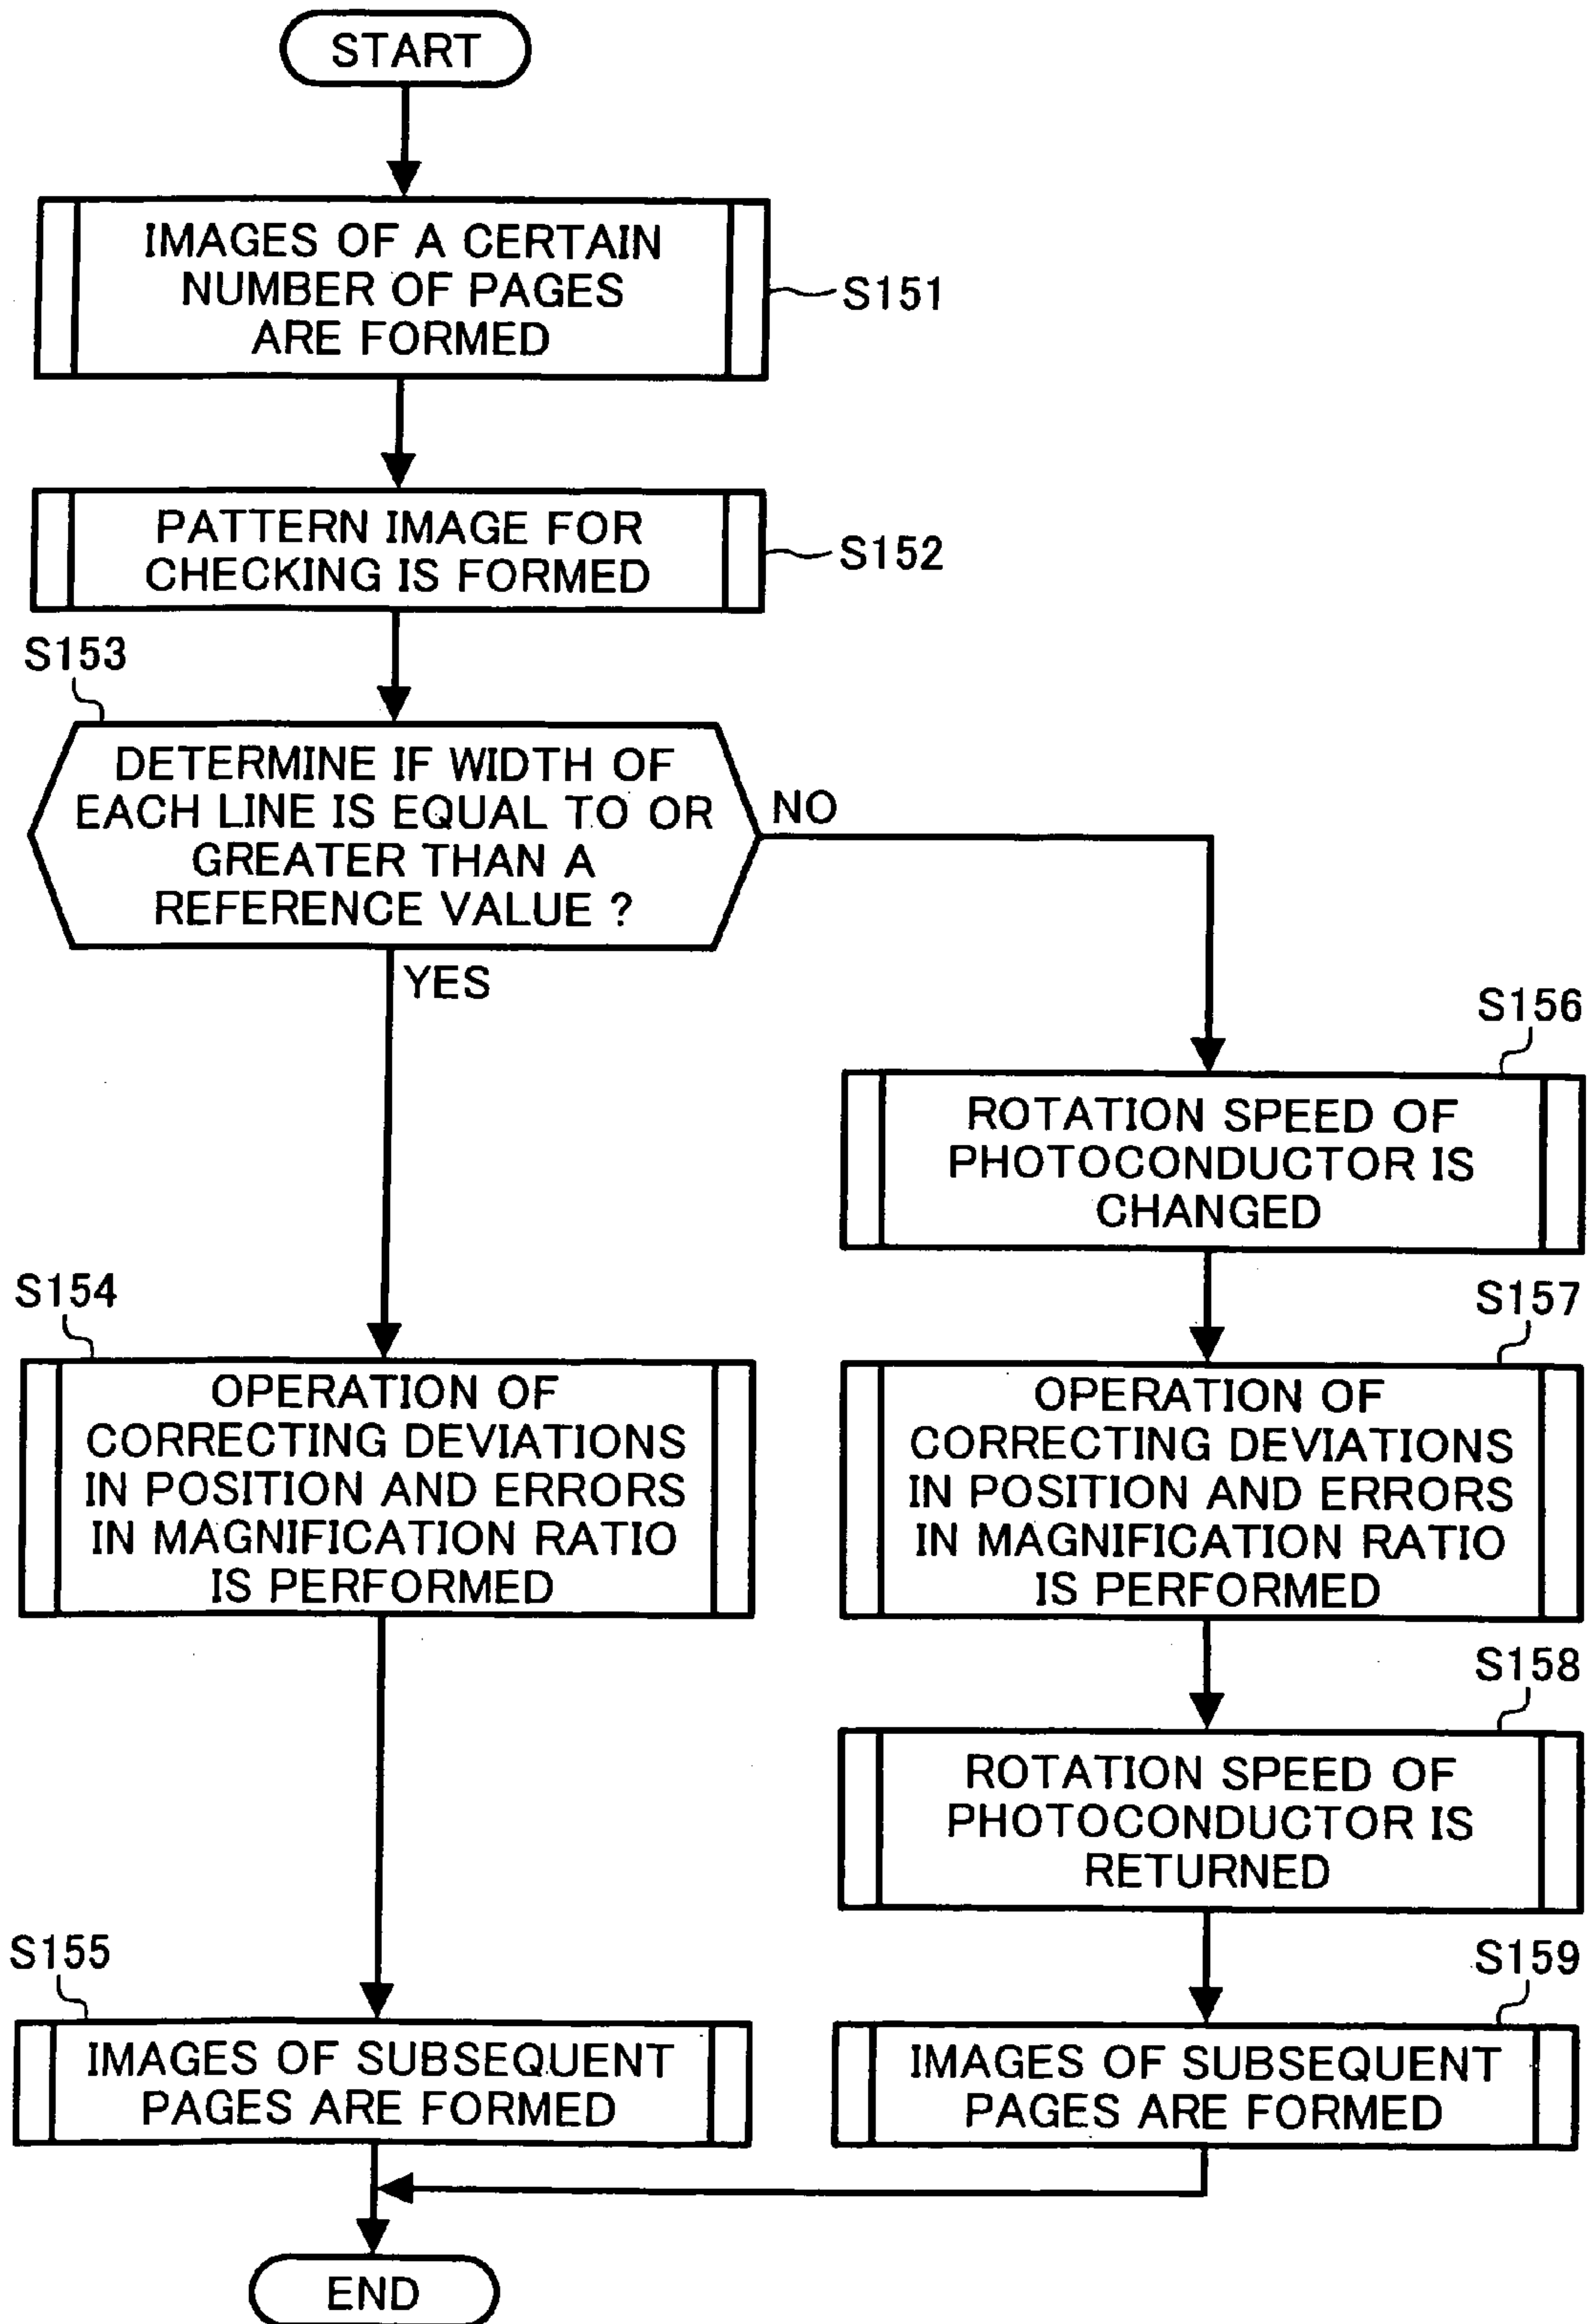 START
IMAGES OF A CERTAIN
NUMBER OF PAGES
ARE FORMED
S151
PATTERN IMAGE FOR
CHECKING IS FORMED
S152
S153
DETERMINE IF WIDTH OF
EACH LINE IS EQUAL TO OR
GREATER THAN A
REFERENCE VALUE ?
NO
YES
S154
OPERATION OF
CORRECTING DEVIATIONS
IN POSITION AND ERRORS
IN MAGNIFICATION RATIO
IS PERFORMED
S155
IMAGES OF SUBSEQUENT
PAGES ARE FORMED
S156
ROTATION SPEED OF
PHOTOCONDUCTOR IS
CHANGED
S157
OPERATION OF
CORRECTING DEVIATIONS
IN POSITION AND ERRORS
IN MAGNIFICATION RATIO
IS PERFORMED
S158
ROTATION SPEED OF
PHOTOCONDUCTOR IS
RETURNED
S159
IMAGES OF SUBSEQUENT
PAGES ARE FORMED
END